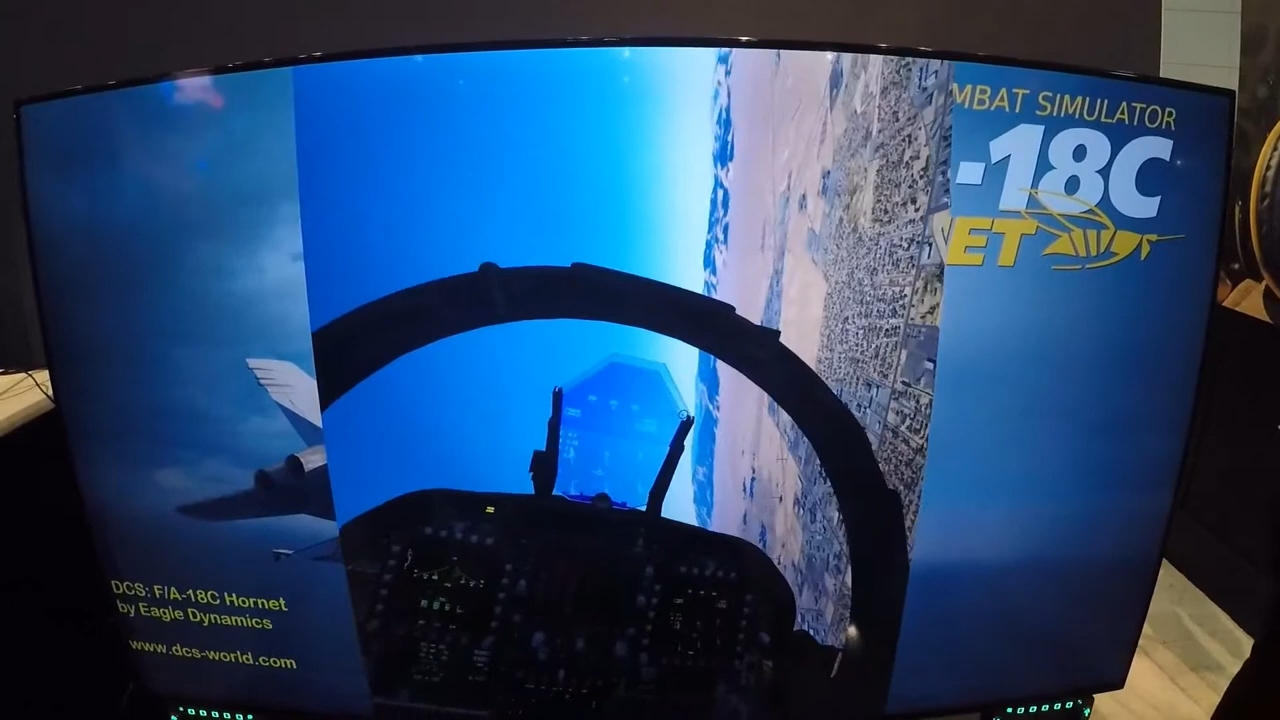 MBAT SIMULATOR
-18C
ET
DCS: F/A-18C Hornet
by Eagle Dynamics
www.dcs-world.com